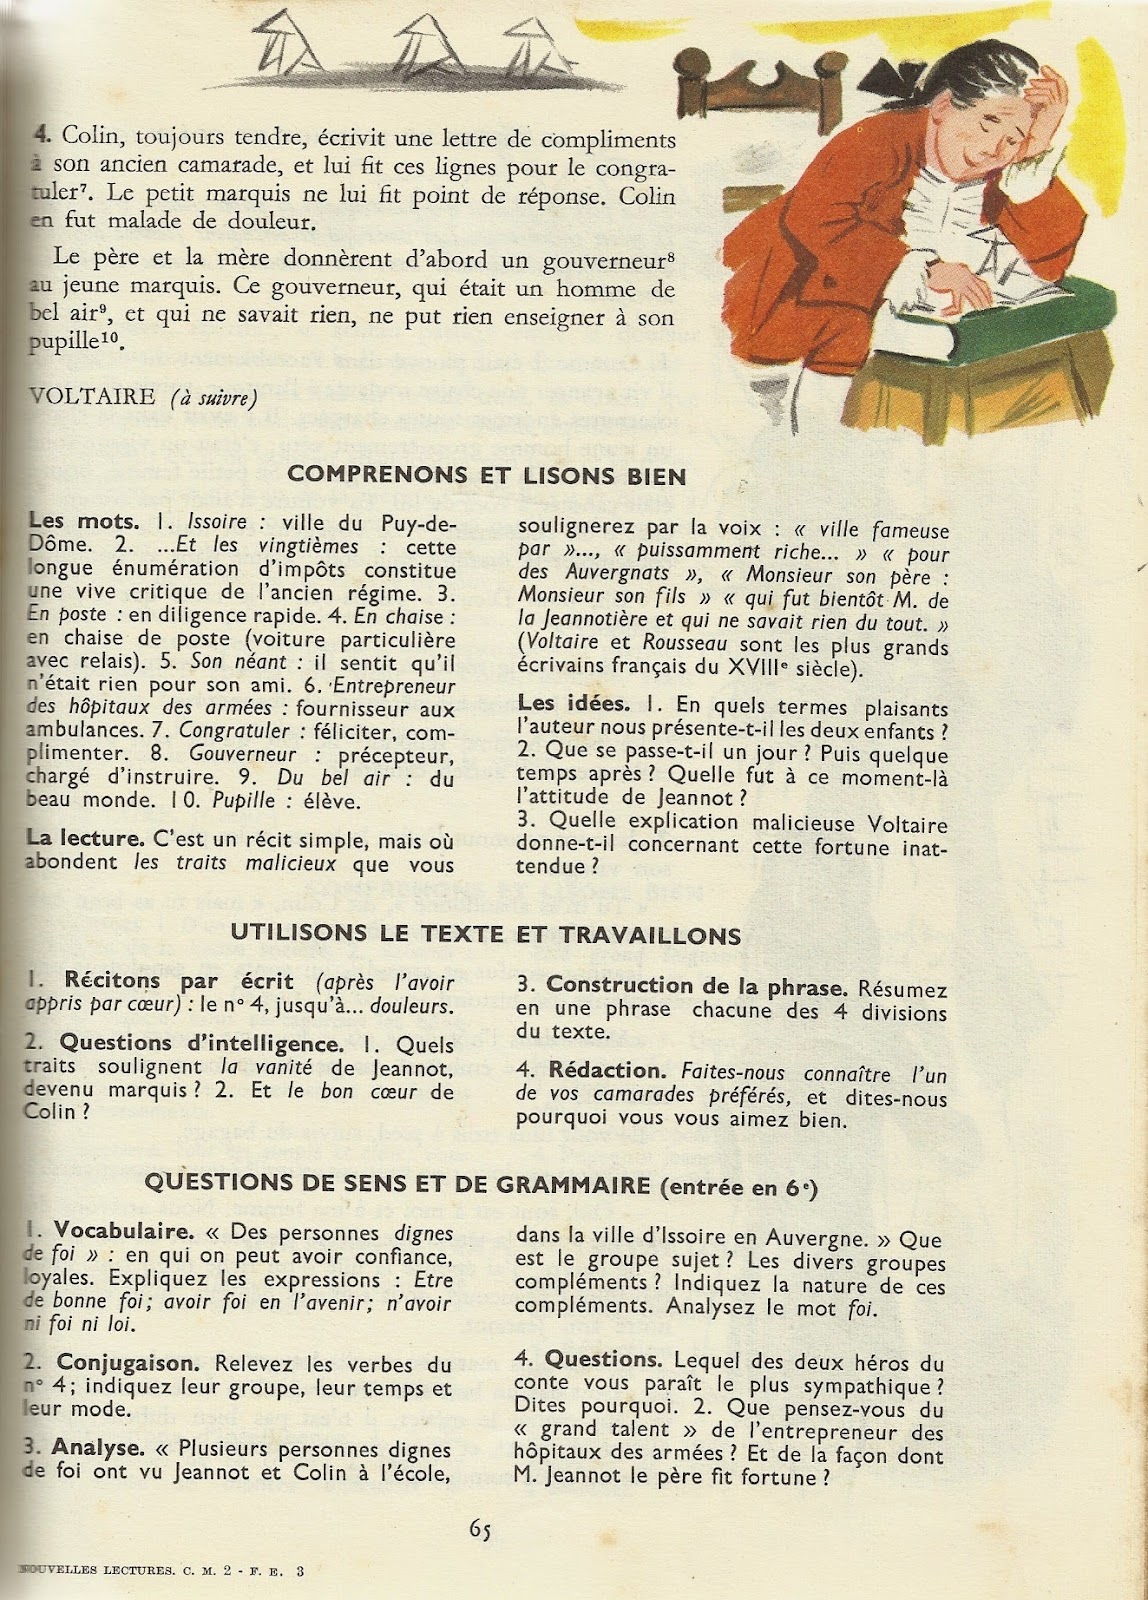 4. Colin, toujours tendre, écrivit une lettre de compliments
à son ancien camarade, et lui fit ces lignes pour le congra-
tuler⁷. Le petit marquis ne lui fit point de réponse. Colin
en fut malade de douleur.
Le père et la mère donnèrent d'abord un gouverneur⁸
au jeune marquis. Ce gouverneur, qui était un homme de
bel air⁹, et qui ne savait rien, ne put rien enseigner à son
pupille¹⁰.
VOLTAIRE (à suivre)
COMPRENONS ET LISONS BIEN
Les mots. 1. Issoire : ville du Puy-de-
Dôme. 2. ...Et les vingtièmes : cette
longue énumération d'impôts constitue
une vive critique de l'ancien régime. 3.
En poste : en diligence rapide. 4. En chaise :
en chaise de poste (voiture particulière
avec relais). 5. Son néant : il sentit qu'il
n'était rien pour son ami. 6. Entrepreneur
des hôpitaux des armées : fournisseur aux
ambulances. 7. Congratuler : féliciter, com-
plimenter. 8. Gouverneur : précepteur,
chargé d'instruire. 9. Du bel air : du
beau monde. 10. Pupille : élève.
La lecture. C'est un récit simple, mais où
abondent les traits malicieux que vous
soulignerez par la voix : « ville fameuse
par »..., « puissamment riche... » « pour
des Auvergnats », « Monsieur son père :
Monsieur son fils » « qui fut bientôt M. de
la Jeannotière et qui ne savait rien du tout. »
(Voltaire et Rousseau sont les plus grands
écrivains français du XVIIIe siècle).
Les idées. 1. En quels termes plaisants
l'auteur nous présente-t-il les deux enfants ?
2. Que se passe-t-il un jour ? Puis quelque
temps après ? Quelle fut à ce moment-là
l'attitude de Jeannot ?
3. Quelle explication malicieuse Voltaire
donne-t-il concernant cette fortune inat-
tendue ?
UTILISONS LE TEXTE ET TRAVAILLONS
1. Récitons par écrit (après l'avoir
appris par cœur) : le n° 4, jusqu'à... douleurs.
2. Questions d'intelligence. 1. Quels
traits soulignent la vanité de Jeannot,
devenu marquis ? 2. Et le bon cœur de
Colin ?
3. Construction de la phrase. Résumez
en une phrase chacune des 4 divisions
du texte.
4. Rédaction. Faites-nous connaître l'un
de vos camarades préférés, et dites-nous
pourquoi vous vous aimez bien.
QUESTIONS DE SENS ET DE GRAMMAIRE (entrée en 6e)
1. Vocabulaire. « Des personnes dignes
de foi » : en qui on peut avoir confiance,
loyales. Expliquez les expressions : Etre
de bonne foi; avoir foi en l'avenir; n'avoir
ni foi ni loi.
2. Conjugaison. Relevez les verbes du
n° 4; indiquez leur groupe, leur temps et
leur mode.
3. Analyse. « Plusieurs personnes dignes
de foi ont vu Jeannot et Colin à l'école,
dans la ville d'Issoire en Auvergne. » Que
est le groupe sujet ? Les divers groupes
compléments ? Indiquez la nature de ces
compléments. Analysez le mot foi.
4. Questions. Lequel des deux héros du
conte vous paraît le plus sympathique ?
Dites pourquoi. 2. Que pensez-vous du
« grand talent » de l'entrepreneur des
hôpitaux des armées ? Et de la façon dont
M. Jeannot le père fit fortune ?
65
NOUVELLES LECTURES. C. M. 2 - F. E. 3